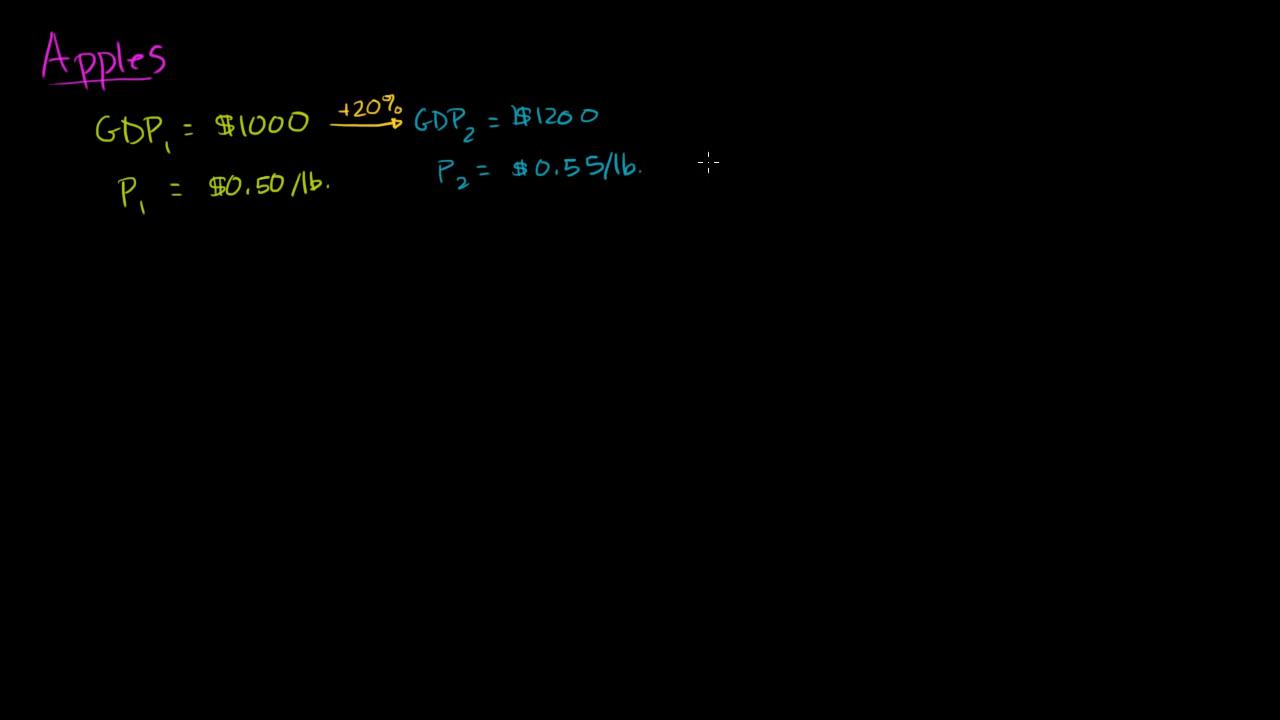 Apples
GDP₁ = $1000 +20% GDP₂ = $1200
P₁ = $0.50/lb. P₂ = $0.55/lb.